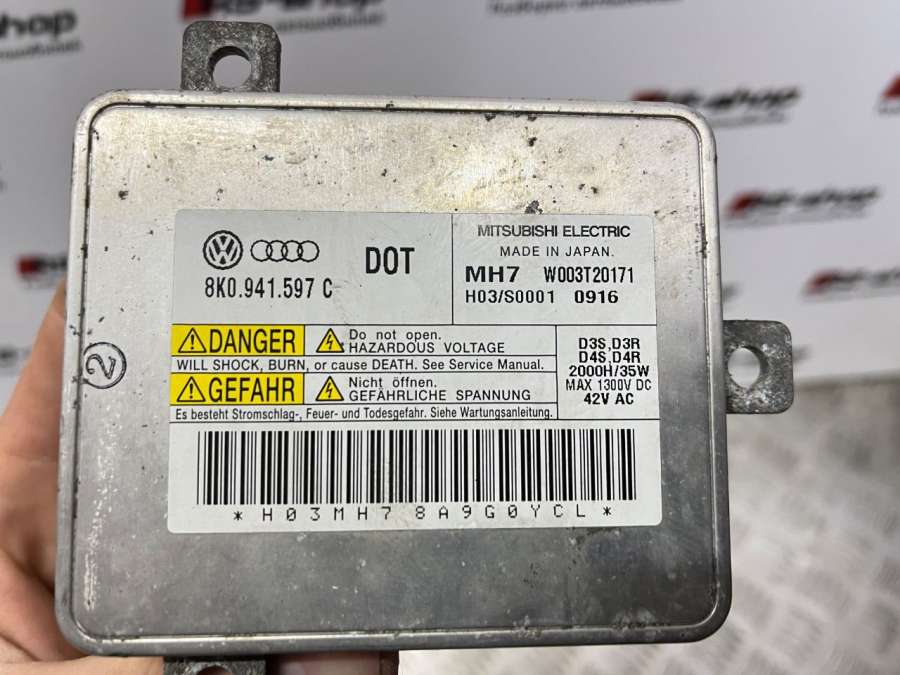 8K0.941.597 C
DOT
MITSUBISHI ELECTRIC
MADE IN JAPAN.
MH7 W003T20171
H03/S0001 0916
DANGER
Do not open.
HAZARDOUS VOLTAGE
WILL SHOCK, BURN, or cause DEATH. See Service Manual.
GEFAHR
Nicht öffnen.
GEFÄHRLICHE SPANNUNG
Es besteht Stromschlag-, Feuer- und Todesgefahr. Siehe Wartungsanleitung.
D3S,D3R
D4S,D4R
2000H/35W
MAX 1300V DC
42V AC
*H03MH78A9G0YCL*
2